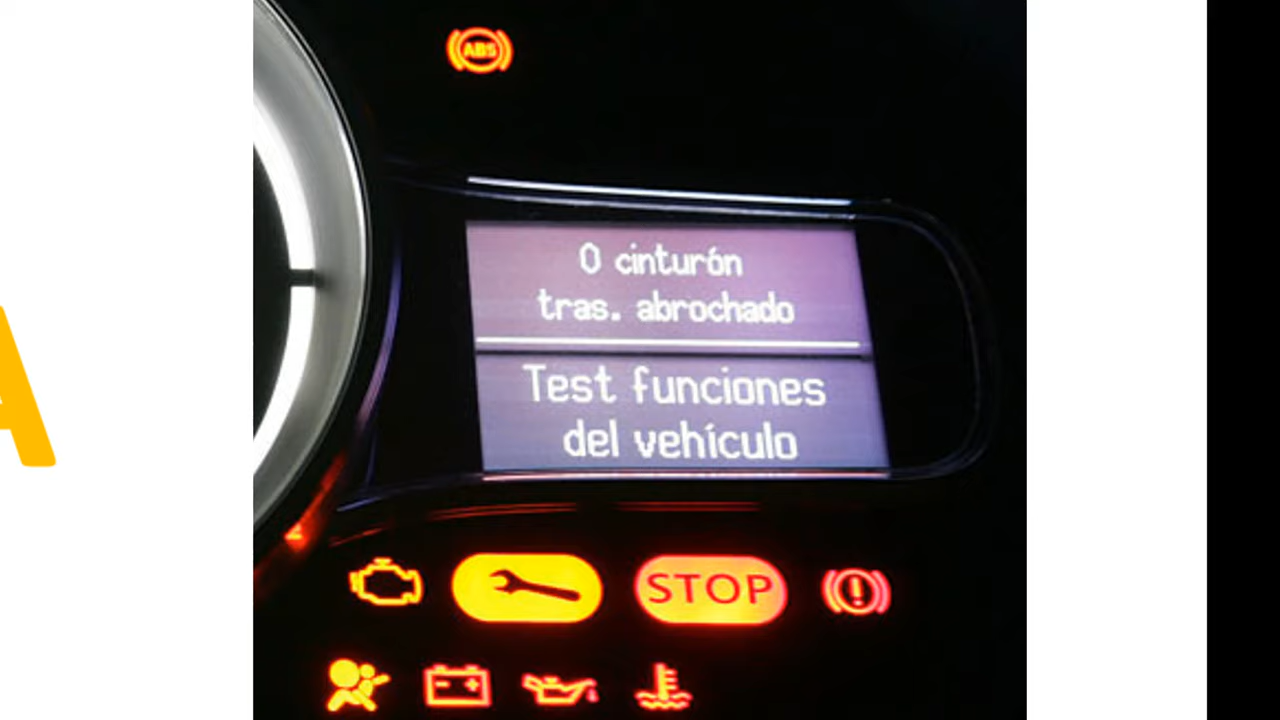 ABS
0 cinturón
tras. abrochado
Test funciones
del vehículo
STOP
A